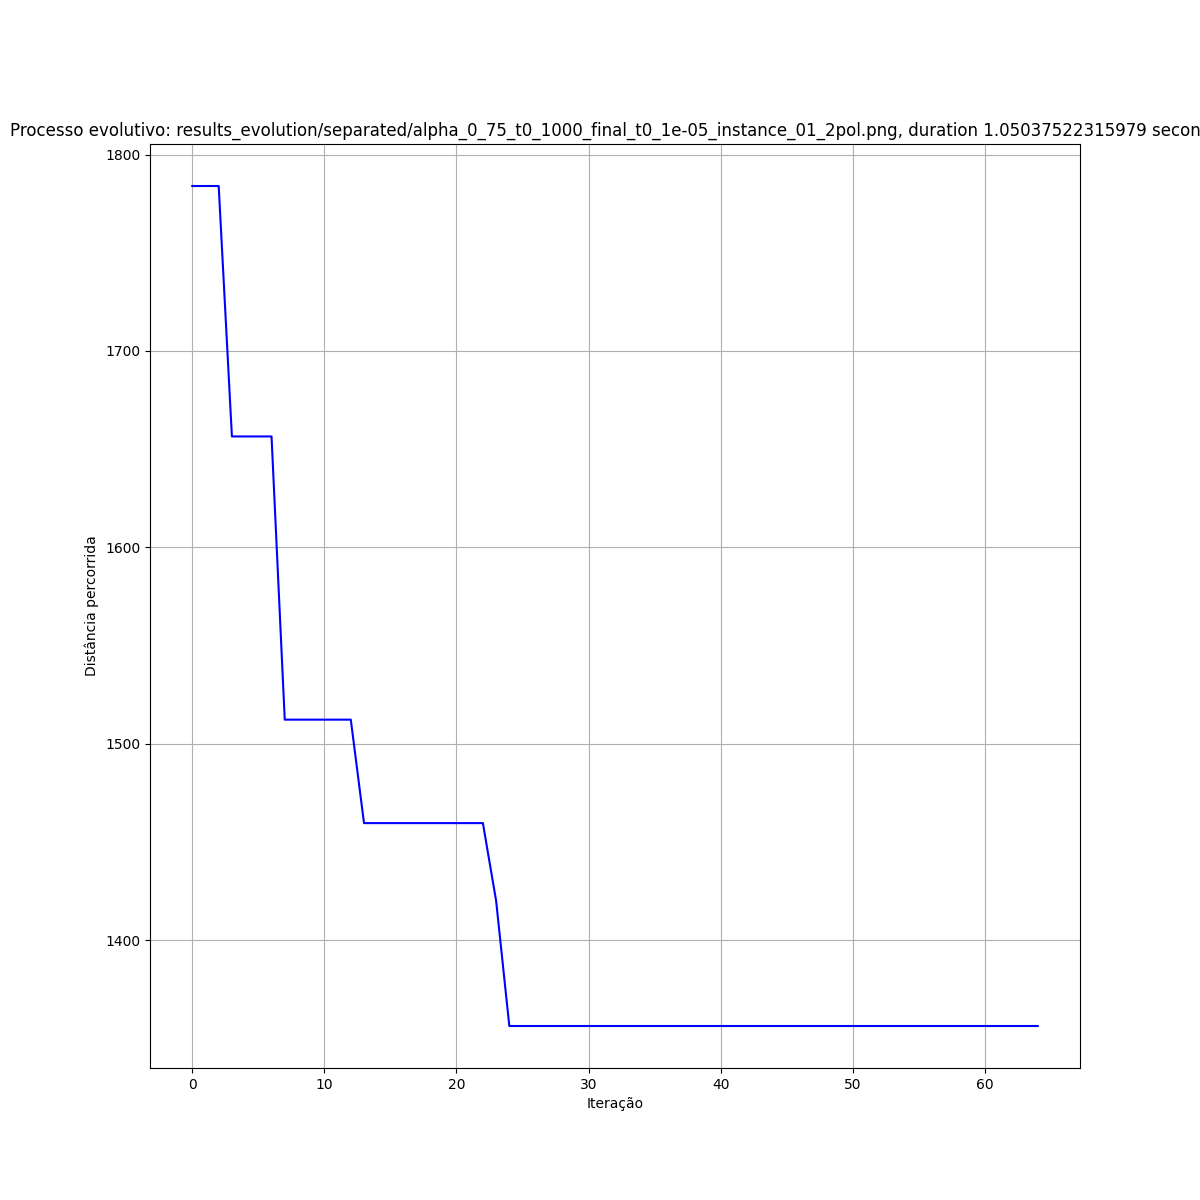 Processo evolutivo: results_evolution/separated/alpha_0_75_t0_1000_final_t0_1e-05_instance_01_2pol.png, duration 1.05037522315979 secon
1800
1700
1600
1500
1400
Distância percorrida
0 10 20 30 40 50 60
Iteração